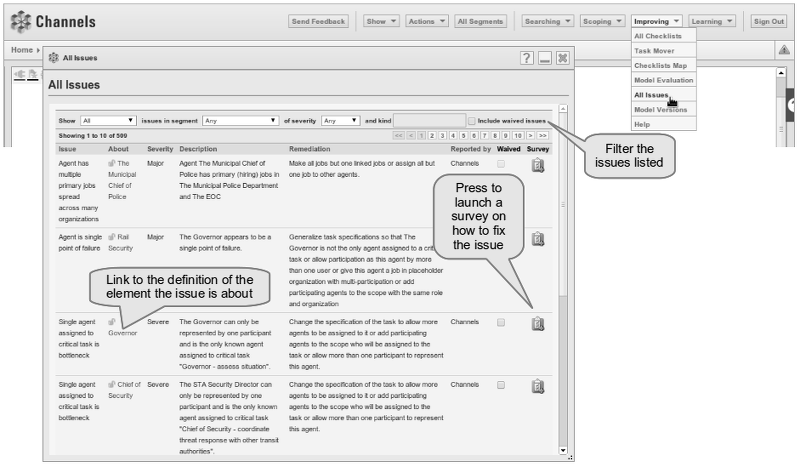 Channels
Send Feedback Show Actions All Segments Searching Scoping Improving Learning Sign Out
Home
All Checklists
Task Mover
Checklists Map
Model Evaluation
All Issues
Model Versions
Help
All Issues
All Issues
Show All issues in segment Any of severity Any and kind Include waived issues
Showing 1 to 10 of 509 << < 1 2 3 4 5 6 7 8 9 10 > >>
Issue About Severity Description Remediation Reported by Waived Survey
Agent has The Major Agent The Municipal Chief of Make all jobs but one linked jobs or assign all but Channels
multiple Municipal Police has primary (hiring) jobs in one job to other agents.
primary jobs Chief of The Municipal Police Department
spread Police and The EOC
across many
organizations
Agent is single Rail Major The Governor appears to be a Generalize task specifications so that The
point of failure Security single point of failure. Governor is not the only agent assigned to a
task or allow participation as this agent by more
than one user or give this agent a job in placeholder
organization with multi-participation or add
participating agents to the scope with the same role
and organization
Single agent Severe The Governor can only be Change the specification of the task to allow more Channels
assigned to Governor represented by one participant agents to be assigned to it or add participating
critical task is and is the only known agents to the scope who will be assigned to the
bottleneck agent assigned to critical task task or allow more than one participant to represent
"Governor - assess situation". this agent.
Single agent Chief of Severe The STA Security Director can Change the specification of the task to allow more Channels
assigned to Security only be represented by one agents to be assigned to it or add participating
critical task is participant and is the only known agents to the scope who will be assigned to the
bottleneck agent assigned to critical task task or allow more than one participant to represent
"Chief of Security - coordinate this agent.
threat response with other transit
authorities".
Filter the
issues listed
Press to
launch a
survey on
how to fix
the issue
Link to the definition of the
element the issue is about